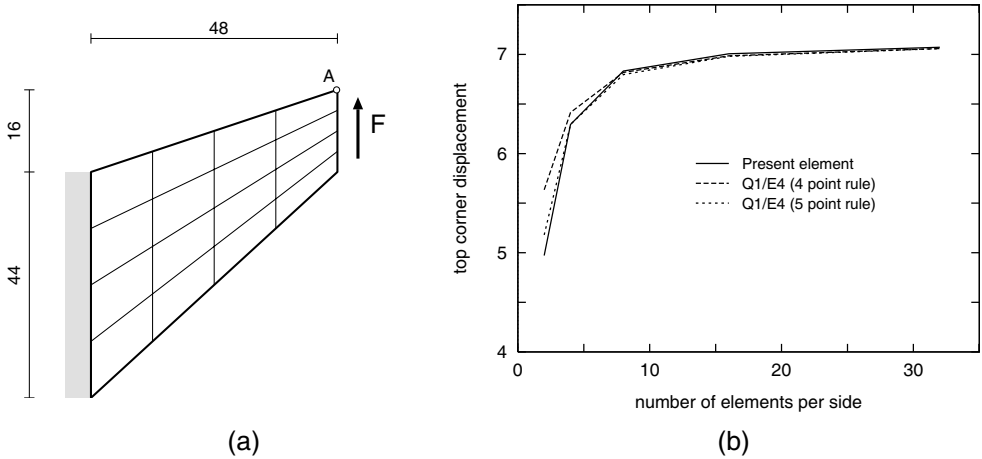 48
A
16
F
44
(a)
top corner displacement
7
6
5
4
0
10
20
30
Present element
Q1/E4 (4 point rule)
Q1/E4 (5 point rule)
number of elements per side
(b)